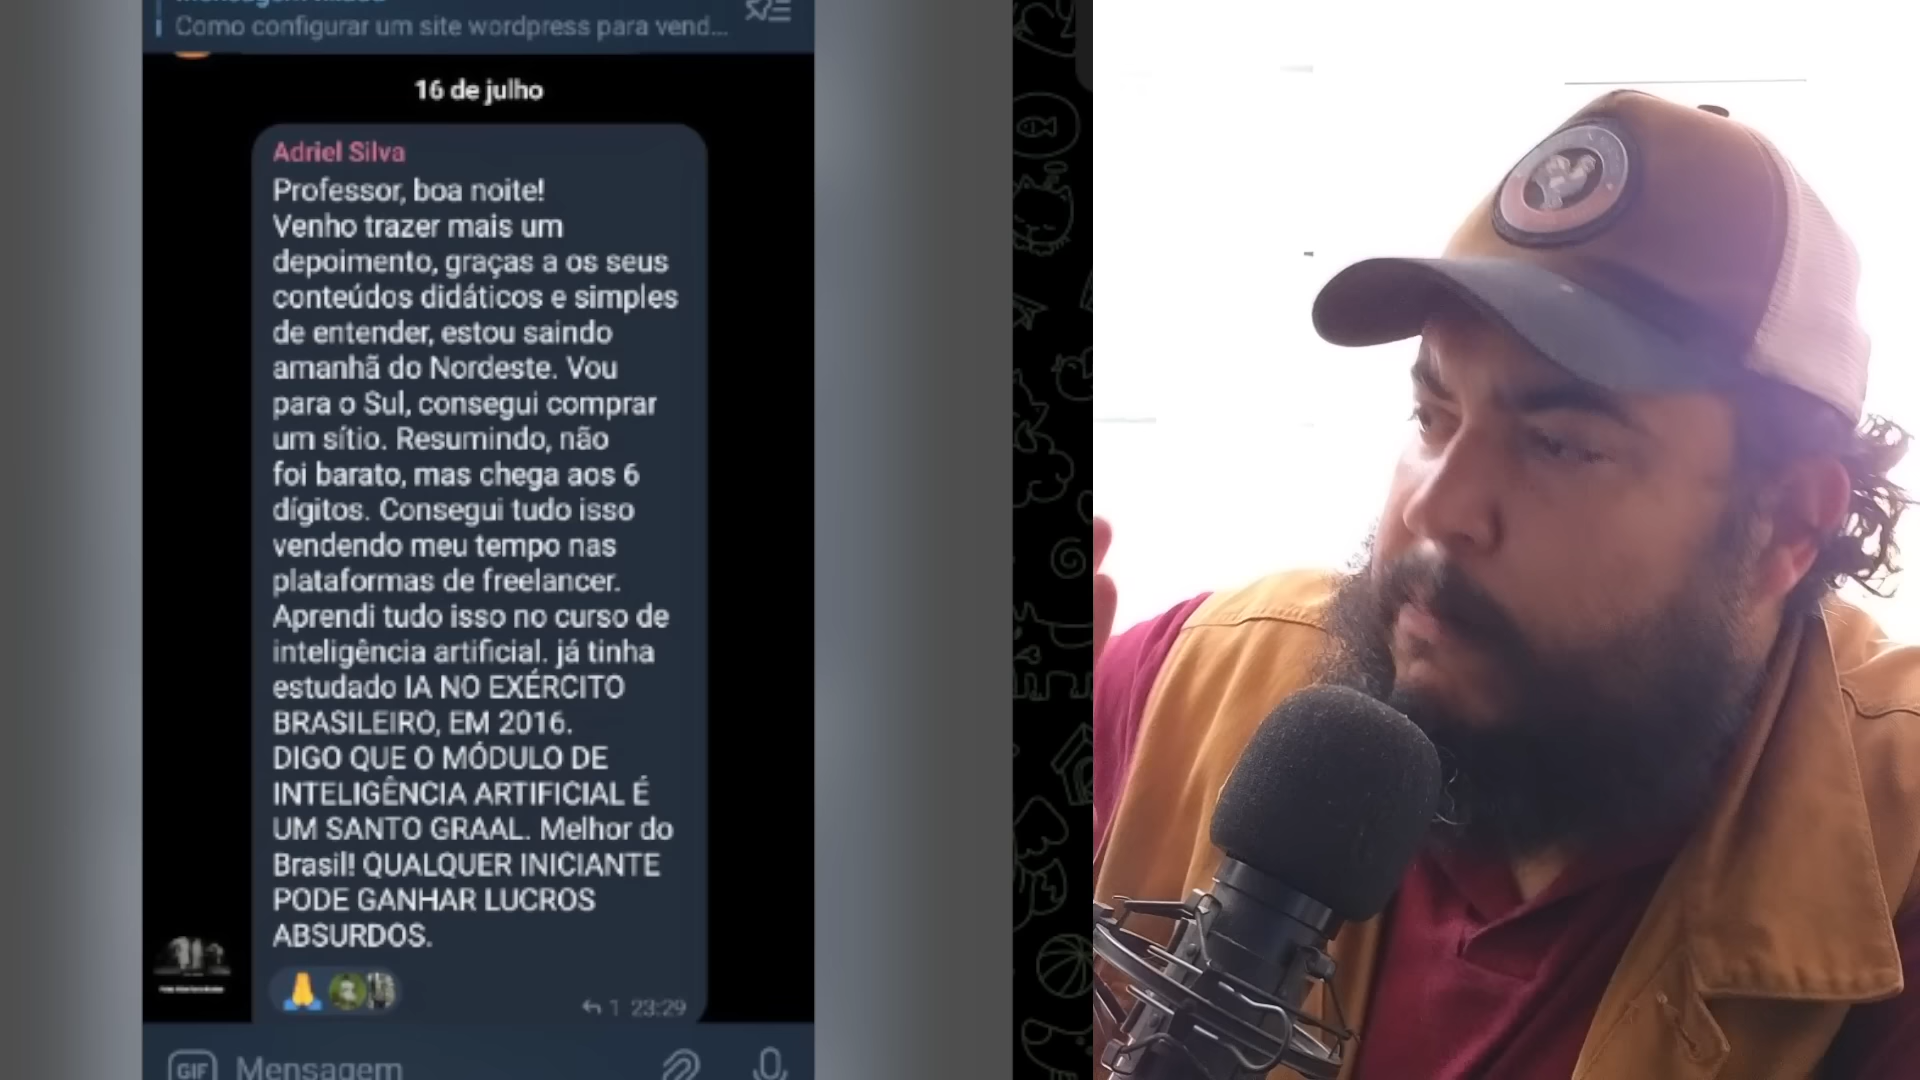 Como configurar um site wordpress para vend...
16 de julho
Adriel Silva
Professor, boa noite!
Venho trazer mais um
depoimento, graças a os seus
conteúdos didáticos e simples
de entender, estou saindo
amanhã do Nordeste. Vou
para o Sul, consegui comprar
um sítio. Resumindo, não
foi barato, mas chega aos 6
dígitos. Consegui tudo isso
vendendo meu tempo nas
plataformas de freelancer.
Aprendi tudo isso no curso de
inteligência artificial. já tinha
estudado IA NO EXÉRCITO
BRASILEIRO, EM 2016.
DIGO QUE O MÓDULO DE
INTELIGÊNCIA ARTIFICIAL É
UM SANTO GRAAL. Melhor do
Brasil! QUALQUER INICIANTE
PODE GANHAR LUCROS
ABSURDOS.
1 23:29
GIF Mensagem